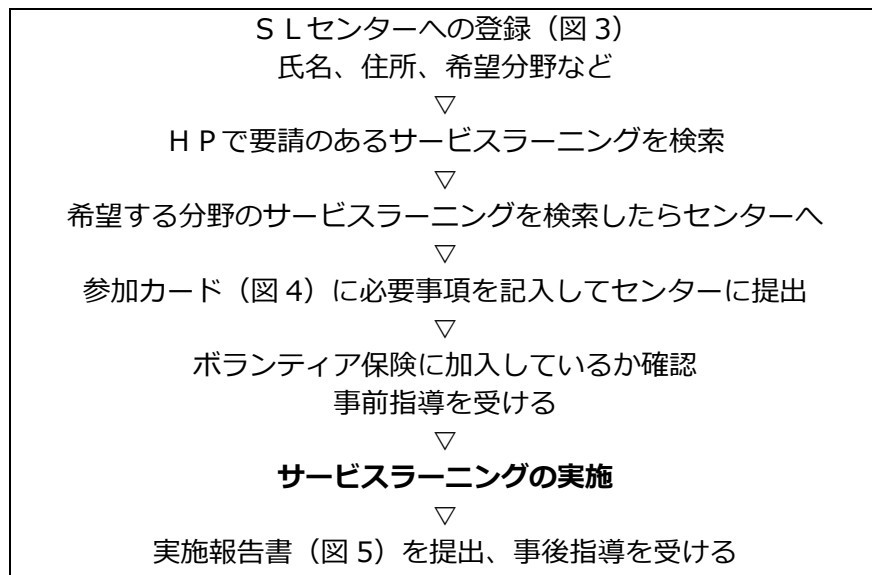 ＳＬセンターへの登録（図３）
氏名、住所、希望分野など
▽
ＨＰで要請のあるサービスラーニングを検索
▽
希望する分野のサービスラーニングを検索したらセンターへ
▽
参加カード（図４）に必要事項を記入してセンターに提出
▽
ボランティア保険に加入しているか確認
事前指導を受ける
▽
サービスラーニングの実施
▽
実施報告書（図５）を提出、事後指導を受ける